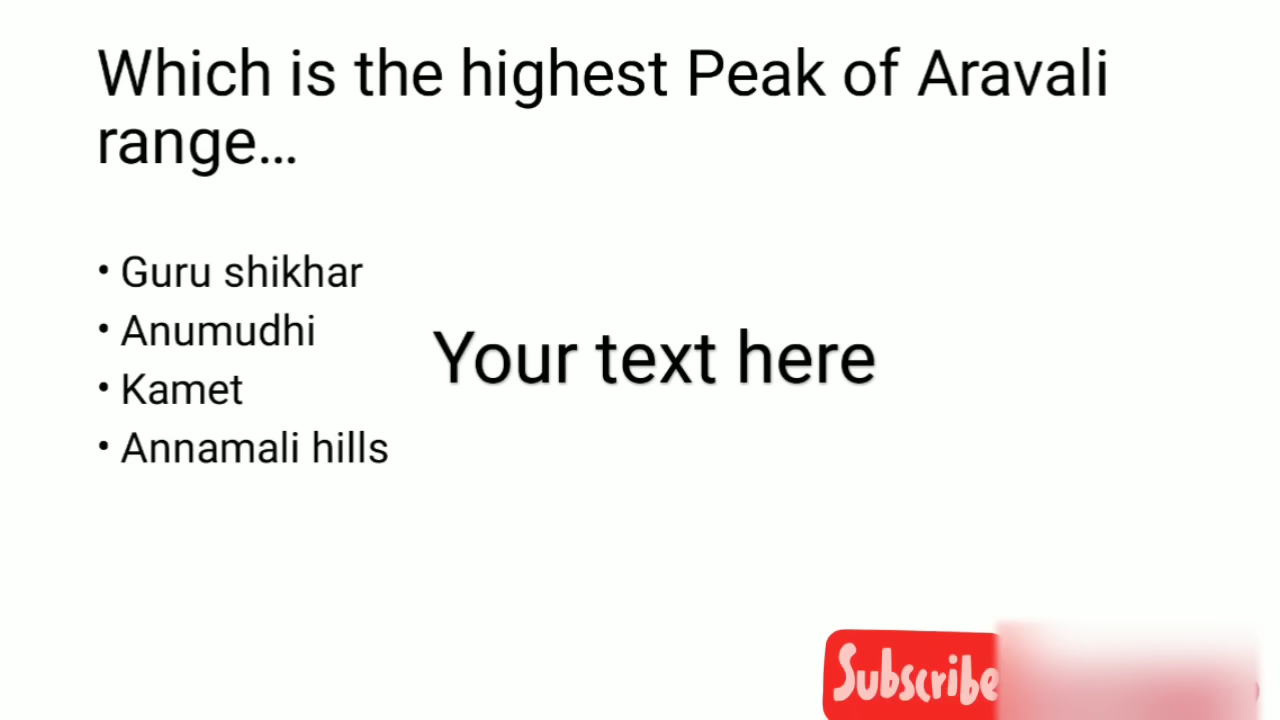 Which is the highest Peak of Aravali
range…
• Guru shikhar
• Anumudhi
• Kamet
• Annamali hills
Your text here
Subscribe